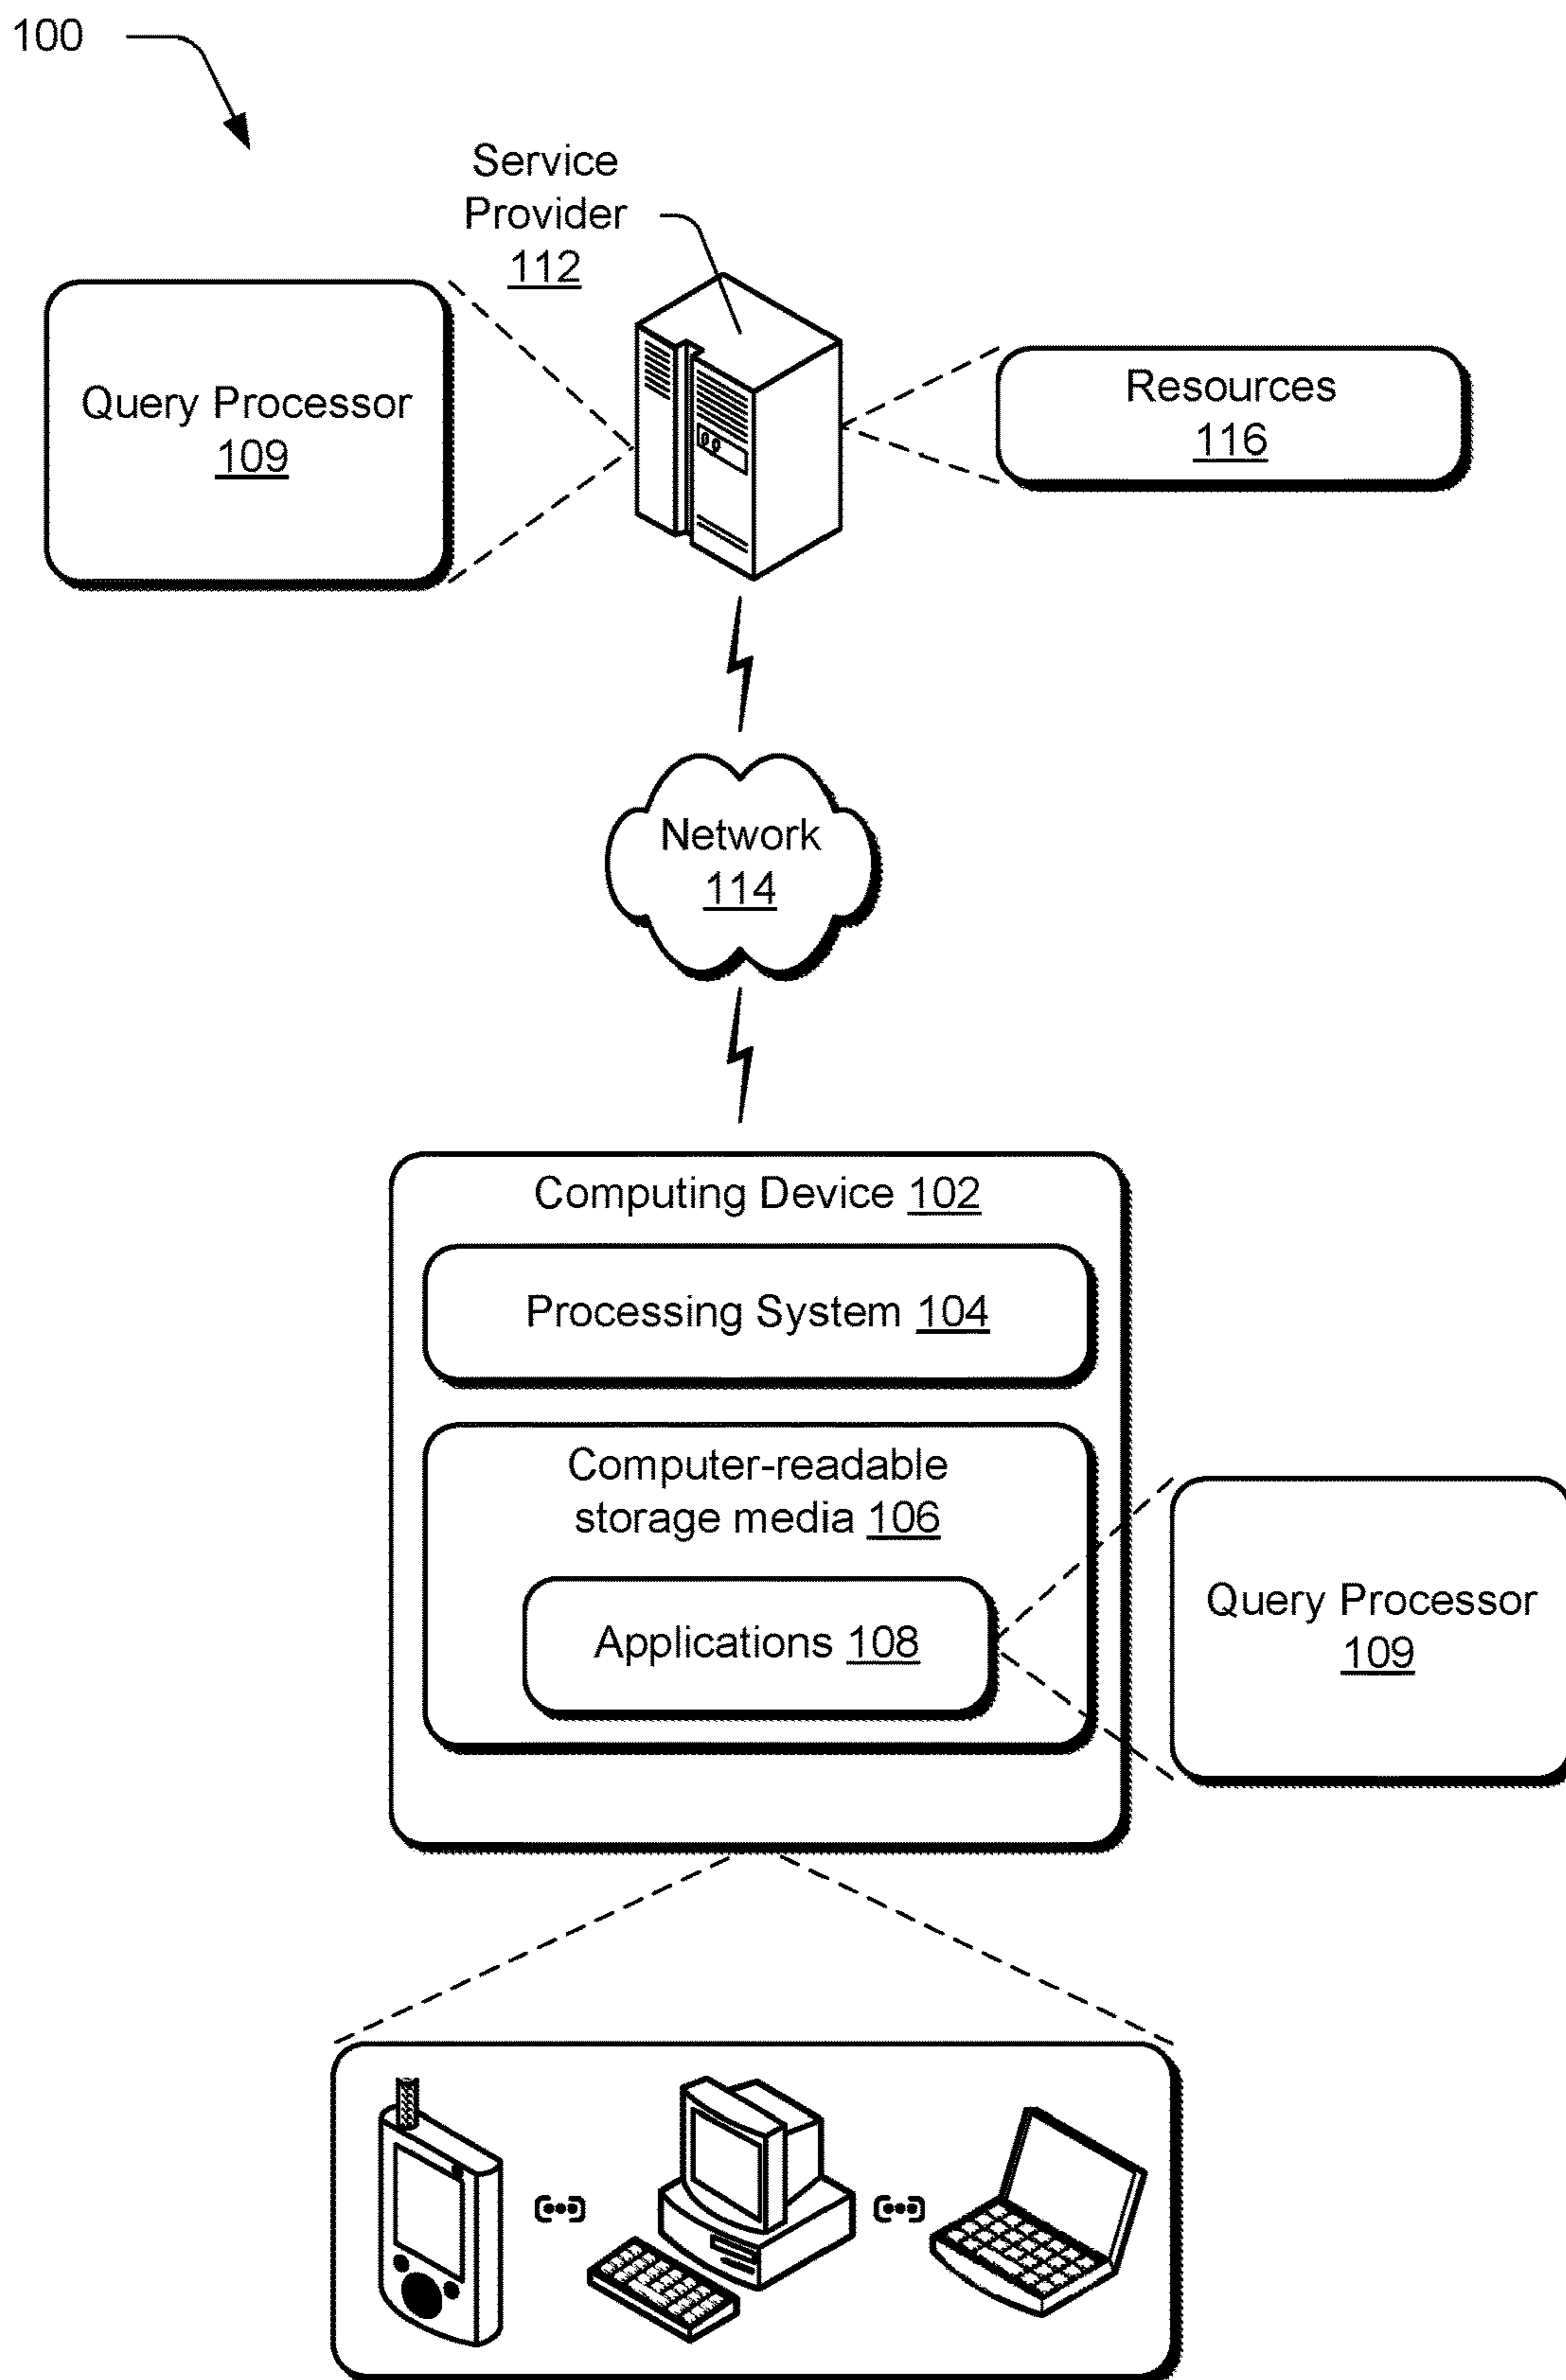 100
Service
Provider
112
Query Processor
109
Resources
116
Network
114
Computing Device 102
Processing System 104
Computer-readable
storage media 106
Applications 108
Query Processor
109